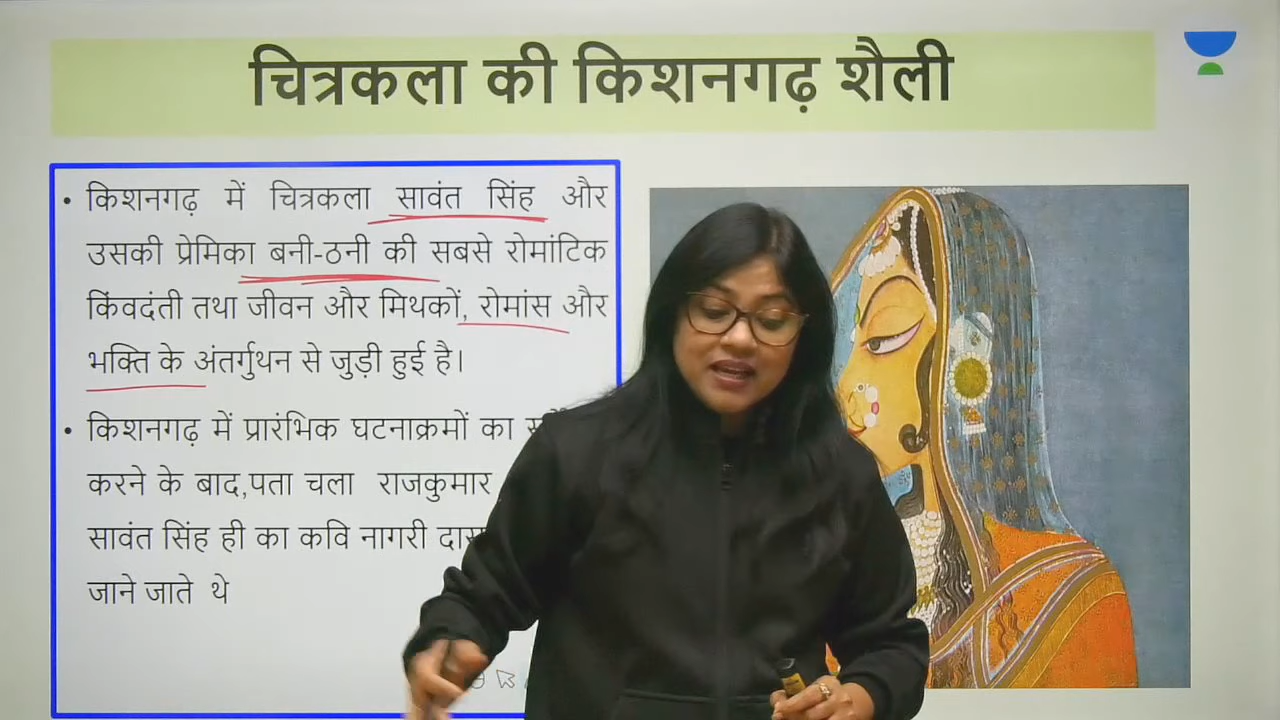 चित्रकला की किशनगढ़ शैली
• किशनगढ़ में चित्रकला सावंत सिंह और
उसकी प्रेमिका बनी-ठनी की सबसे रोमांटिक
किंवदंती तथा जीवन और मिथकों, रोमांस और
भक्ति के अंतर्गुथन से जुड़ी हुई है।
• किशनगढ़ में प्रारंभिक घटनाक्रमों का
करने के बाद,पता चला राजकुमार
सावंत सिंह ही का कवि नागरी
जाने जाते थे